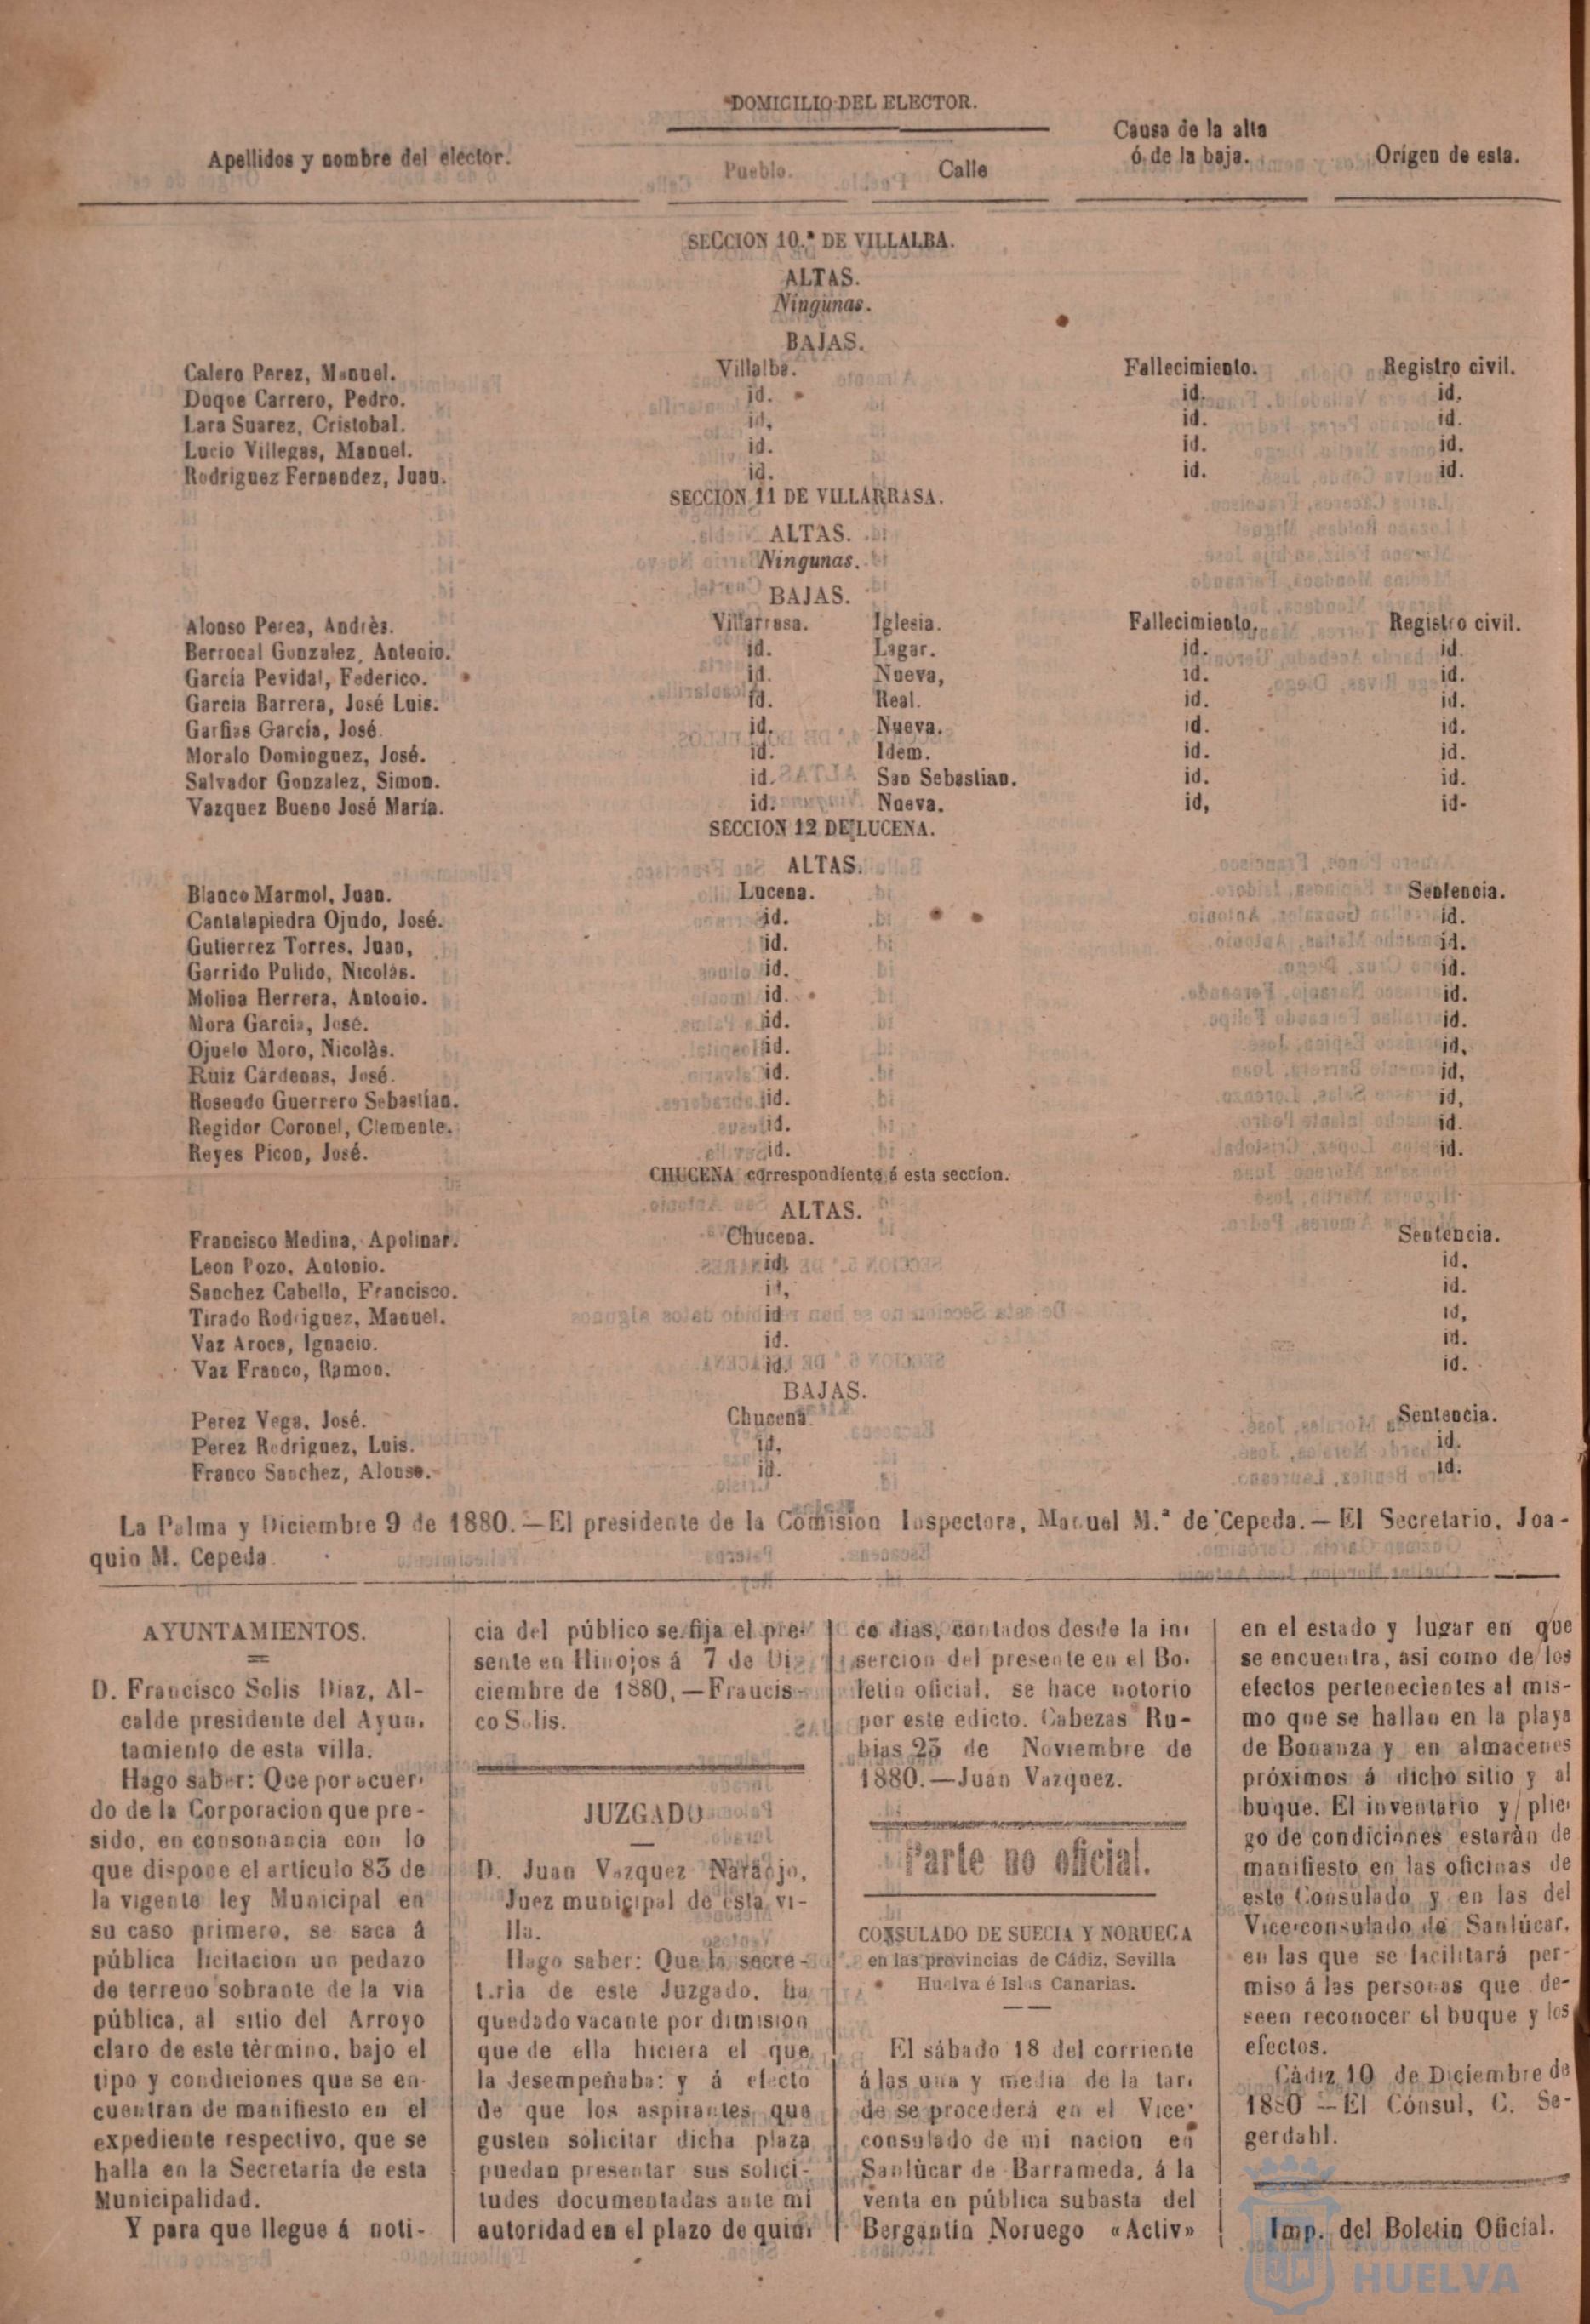 DOMICILIO DEL ELECTOR.
Apellidos y nombre del elector. Pueblo. Calle Causa de la alta ó de la baja. Origen de esta.
SECCION 10.ª DE VILLALBA.
ALTAS.
Ningunas.
BAJAS.
Calero Perez, Manuel. Villalba. Fallecimiento. Registro civil.
Duque Carrero, Pedro. id. id. id.
Lara Suarez, Cristobal. id, id. id.
Lucio Villegas, Manuel. id. id. id.
Rodriguez Fernandez, Juan. id. id. id.
SECCION 11 DE VILLARRASA.
ALTAS.
Ningunas.
BAJAS.
Alonso Perea, Andrès. Villarrasa. Iglesia. Fallecimiento, Registro civil.
Berrocal Gonzalez, Antonio. id. Lagar. id. id.
García Pevidal, Federico. id. Nueva, id. id.
Garcia Barrera, José Luis. id. Real. id. id.
Garfias García, José. id. Nueva. id. id.
Moralo Dominguez, José. id. Idem. id. id.
Salvador Gonzalez, Simon. id. San Sebastian. id. id.
Vazquez Bueno José María. id. Nueva. id, id-
SECCION 12 DE LUCENA.
ALTAS.
Blanco Marmol, Juan. Lucena. Sentencia.
Cantalapiedra Ojudo, José. id. id.
Gutierrez Torres, Juan, id. id.
Garrido Pulido, Nicolàs. id. id.
Molina Herrera, Antonio. id. id.
Mora Garcia, José. id. id.
Ojuelo Moro, Nicolàs. id. id,
Ruiz Cárdenas, José. id. id,
Rosendo Guerrero Sebastian. id. id,
Regidor Coronel, Clemente. id. id.
Reyes Picon, José. id. id.
CHUCENA correspondiente á esta seccion.
ALTAS.
Francisco Medina, Apolinar. Chucena. Sentencia.
Leon Pozo, Antonio. id. id.
Sanchez Cabello, Francisco. id, id.
Tirado Rodriguez, Manuel. id. id,
Vaz Aroca, Ignacio. id. id.
Vaz Franco, Ramon. id. id.
BAJAS.
Perez Vega, José. Chucena. Sentencia.
Perez Rodriguez, Luis. id. id.
Franco Sanchez, Alonso. id. id.
La Palma y Diciembre 9 de 1880.—El presidente de la Comision Inspectora, Manuel M.ª de Cepeda.—El Secretario, Joa-
quin M. Cepeda.
AYUNTAMIENTOS.
D. Francisco Solis Diaz, Al-
calde presidente del Ayun-
tamiento de esta villa.
Hago saber: Que por acuer-
do de la Corporacion que pre-
sido, en consonancia con lo
que dispone el articulo 83 de
la vigente ley Municipal en
su caso primero, se saca á
pública licitacion un pedazo
de terreno sobrante de la via
pública, al sitio del Arroyo
claro de este tèrmino, bajo el
tipo y condiciones que se en-
cuentran de manifiesto en el
expediente respectivo, que se
halla en la Secretaría de esta
Municipalidad.
Y para que llegue á noti-
cia del público se fija el pre-
sente en Hinojos á 7 de Di-
ciembre de 1880,—Francis-
co Solis.
JUZGADO
D. Juan Vazquez Naranjo,
Juez municipal de esta vi-
lla.
Hago saber: Que la secre-
taria de este Juzgado, ha
quedado vacante por dimision
que de ella hiciera el que
la desempeñaba: y á efecto
de que los aspirantes que
gusten solicitar dicha plaza
puedan presentar sus solici-
tudes documentadas ante mi
autoridad en el plazo de quin-
ce dias, contados desde la in-
sercion del presente en el Bo-
letin oficial, se hace notorio
por este edicto. Cabezas Ru-
bias 25 de Noviembre de
1880.—Juan Vazquez.
Parte no oficial.
CONSULADO DE SUECIA Y NORUEGA
en las provincias de Cádiz, Sevilla
Huelva é Islas Canarias.
El sábado 18 del corriente
á las una y media de la tar-
de se procederá en el Vice-
consulado de mi nacion en
Sanlùcar de Barrameda, á la
venta en pública subasta del
Bergantin Noruego «Activ»
en el estado y lugar en que
se encuentra, asi como de los
efectos pertenecientes al mis-
mo que se hallan en la playa
de Bonanza y en almacenes
próximos á dicho sitio y al
buque. El inventario y plie-
go de condiciones estaràn de
manifiesto en las oficinas de
este Consulado y en las del
Vice-consulado de Sanlúcar,
en las que se facilitará per-
miso á las personas que de-
seen reconocer el buque y los
efectos.
Càdiz 10 de Diciembre de
1880—El Cónsul, C. Se-
gerdahl.
Imp. del Boletin Oficial.
HUELVA